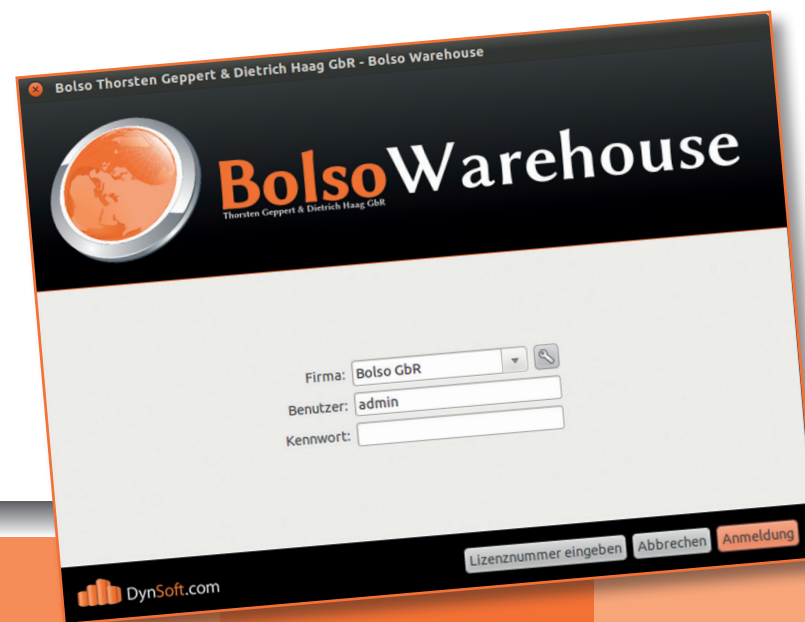 Bolso Thorsten Geppert & Dietrich Haag GbR - Bolso Warehouse
BolsoWarehouse
Thorsten Geppert & Dietrich Haag GbR
Firma: Bolso GbR
Benutzer: admin
Kennwort:
Lizenznummer eingeben Abbrechen Anmeldung
DynSoft.com